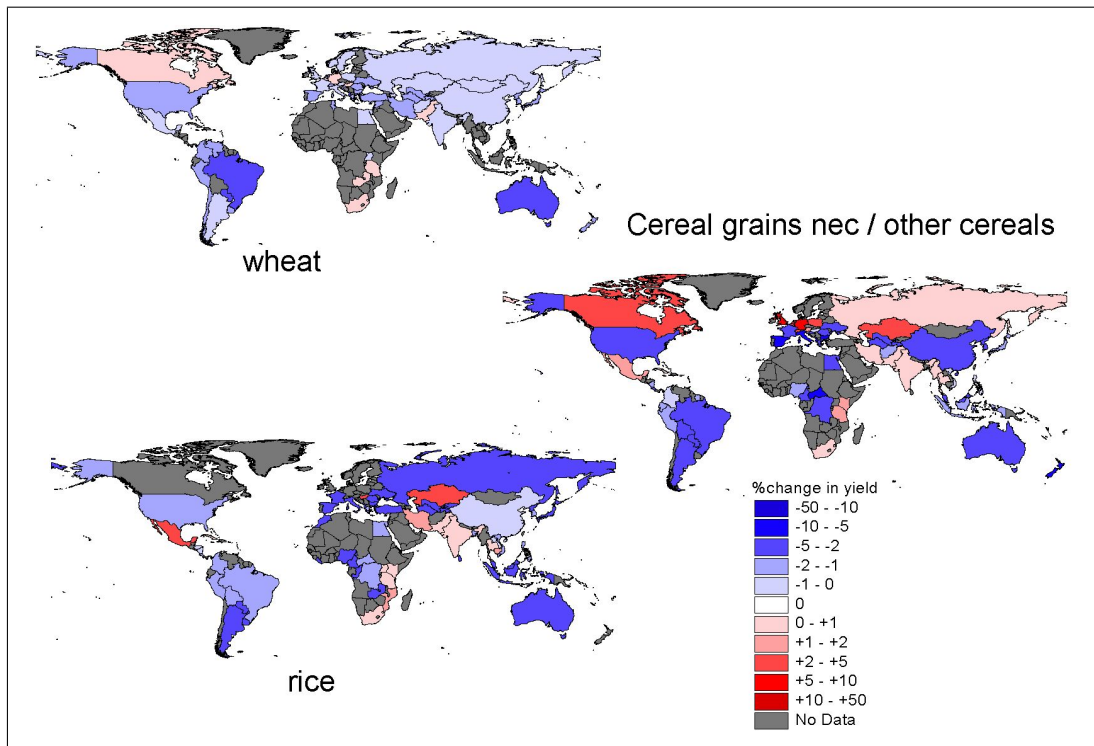 wheat
Cereal grains nec / other cereals
rice
%change in yield
-50 - -10
-10 - -5
-5 - -2
-2 - -1
-1 - 0
0
0 - +1
+1 - +2
+2 - +5
+5 - +10
+10 - +50
No Data